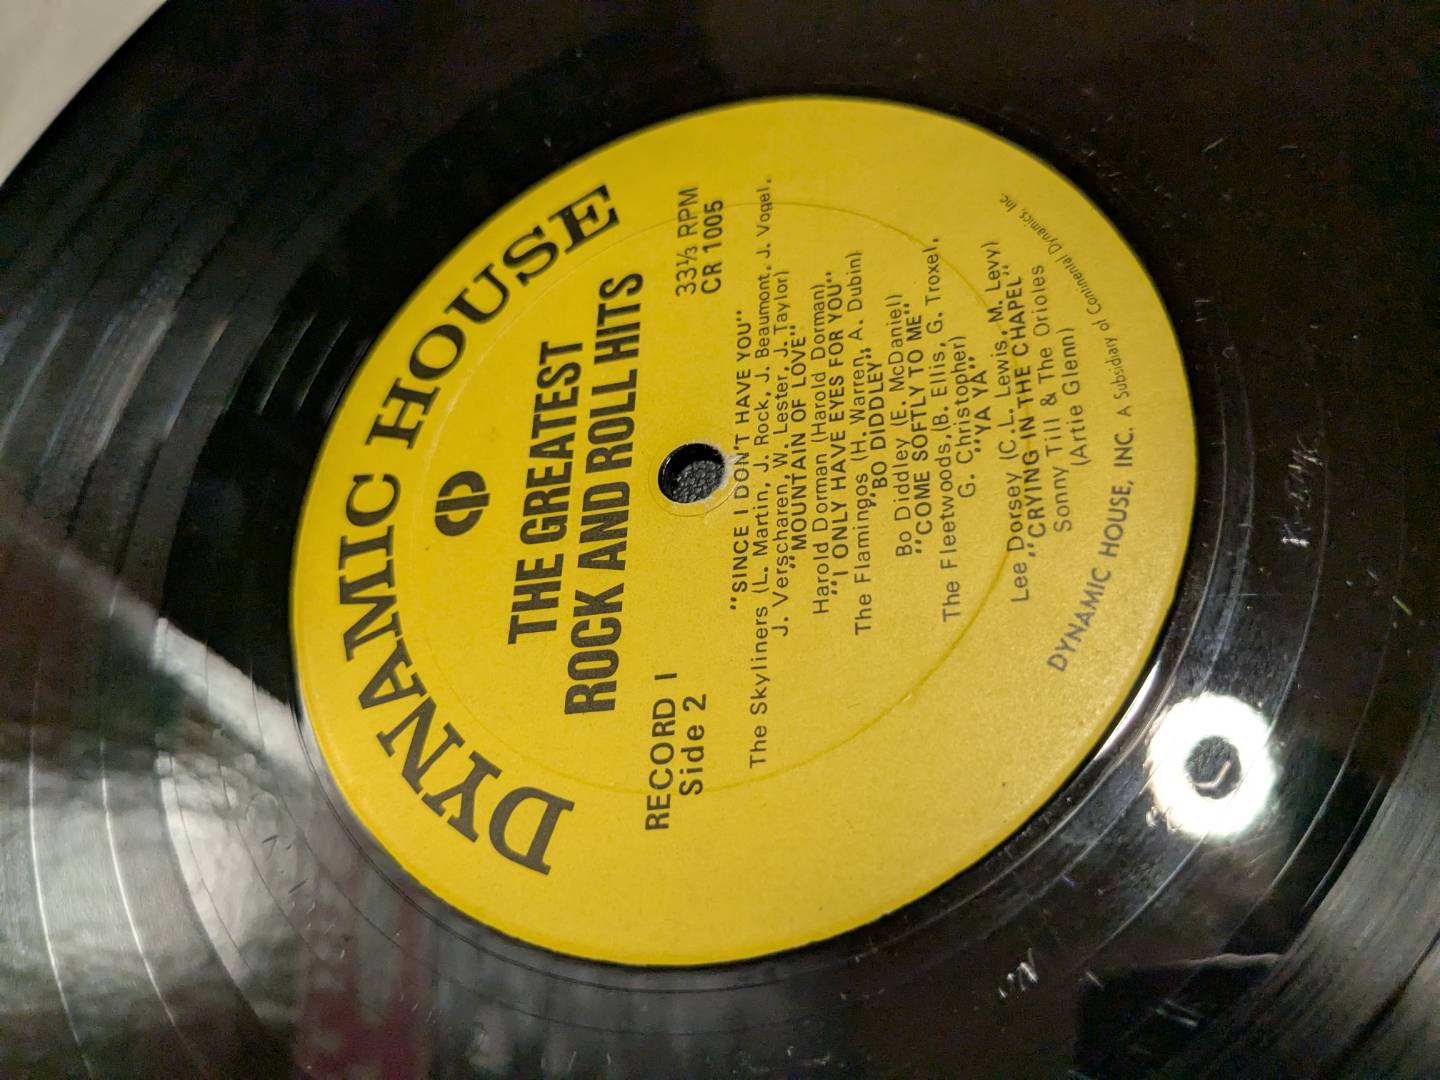 DYNAMIC HOUSE
THE GREATEST
ROCK AND ROLL HITS
RECORD I
Side 2
33⅓ RPM
CR 1005
"SINCE I DON'T HAVE YOU"
The Skyliners (L. Martin, J. Rock, J. Beaumont, J. Vogel,
J. Verscharen, W. Lester, J. Taylor)
"MOUNTAIN OF LOVE"
Harold Dorman (Harold Dorman)
"I ONLY HAVE EYES FOR YOU"
The Flamingos (H. Warren, A. Dubin)
"BO DIDDLEY"
Bo Diddley (E. McDaniel)
"COME SOFTLY TO ME"
The Fleetwoods, (B. Ellis, G. Troxel,
G. Christopher)
"YA YA"
Lee Dorsey (C. L. Lewis, M. Levy)
"CRYING IN THE CHAPEL"
Sonny Till & The Orioles
(Artie Glenn)
DYNAMIC HOUSE, INC. A Subsidiary of Continental Dynamics, Inc.